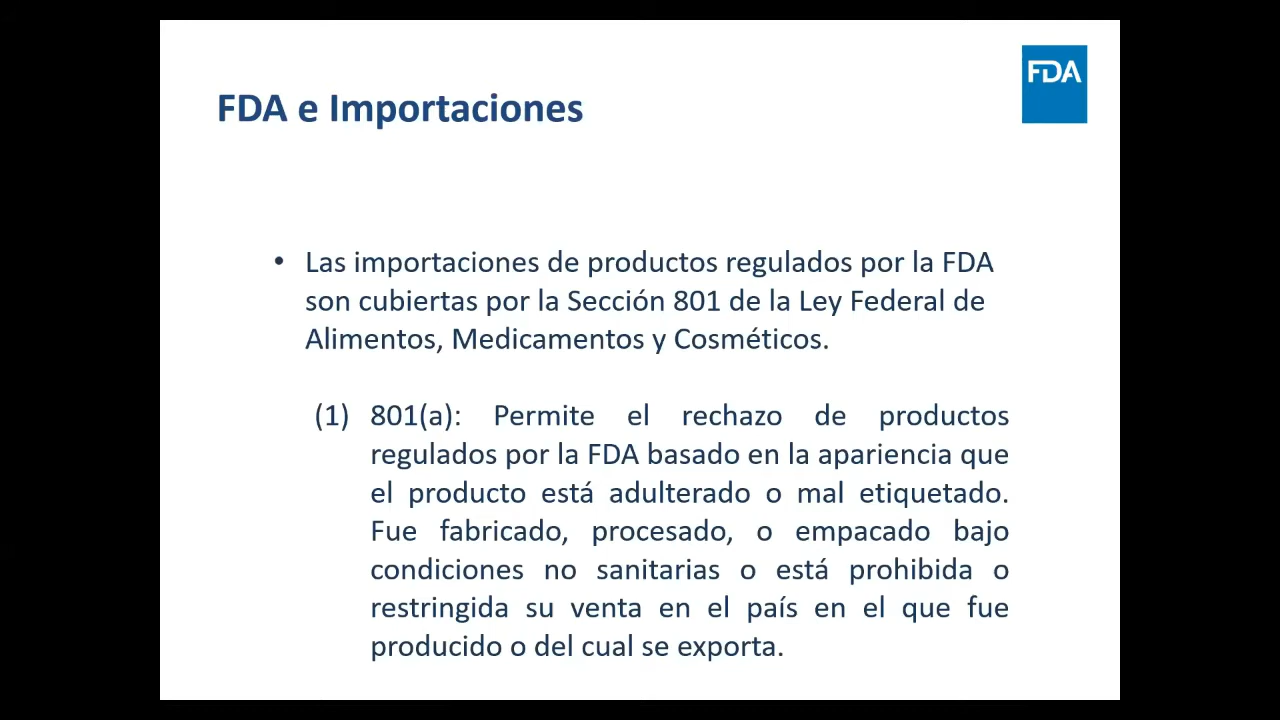 FDA
FDA e Importaciones
• Las importaciones de productos regulados por la FDA
son cubiertas por la Sección 801 de la Ley Federal de
Alimentos, Medicamentos y Cosméticos.
(1) 801(a): Permite el rechazo de productos
regulados por la FDA basado en la apariencia que
el producto está adulterado o mal etiquetado.
Fue fabricado, procesado, o empacado bajo
condiciones no sanitarias o está prohibida o
restringida su venta en el país en el que fue
producido o del cual se exporta.